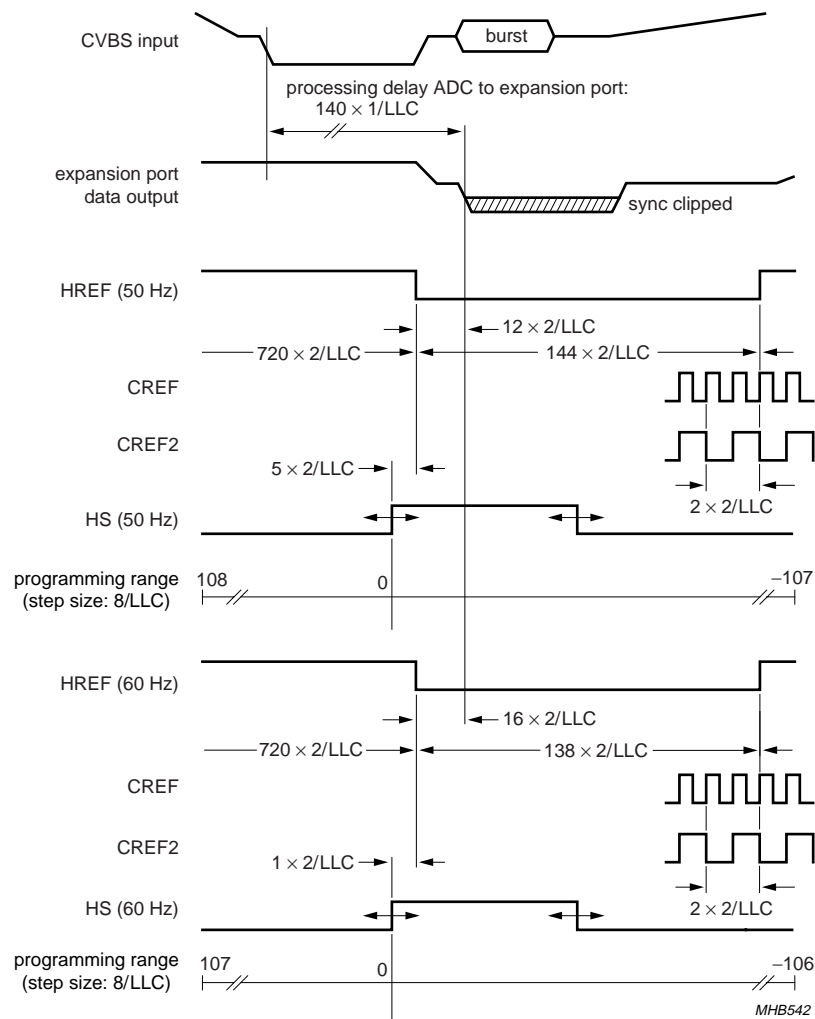 CVBS input
burst
processing delay ADC to expansion port:
140 × 1/LLC
expansion port
data output
sync clipped
HREF (50 Hz)
12 × 2/LLC
720 × 2/LLC
144 × 2/LLC
CREF
CREF2
5 × 2/LLC
2 × 2/LLC
HS (50 Hz)
programming range
(step size: 8/LLC)
108
0
−107
HREF (60 Hz)
16 × 2/LLC
720 × 2/LLC
138 × 2/LLC
CREF
CREF2
1 × 2/LLC
2 × 2/LLC
HS (60 Hz)
programming range
(step size: 8/LLC)
107
0
−106
MHB542